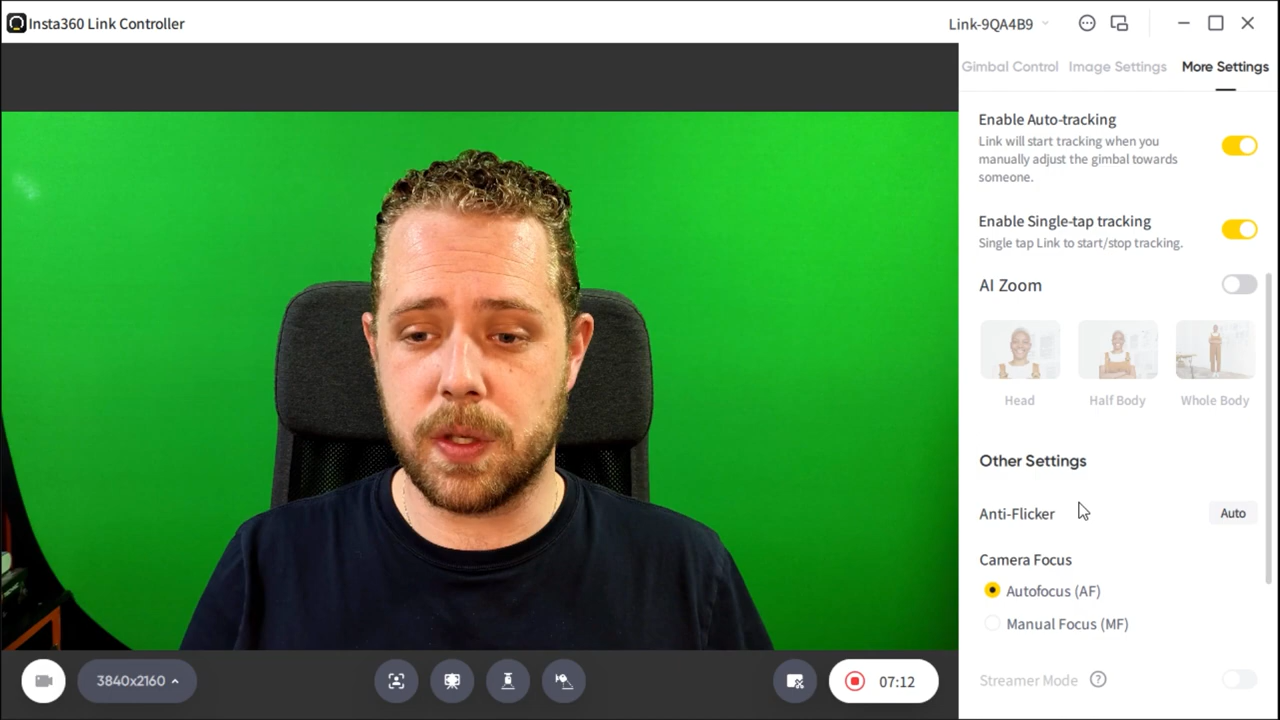 Insta360 Link Controller
Link-9QA4B9
Gimbal Control
Image Settings
More Settings
Enable Auto-tracking
Link will start tracking when you
manually adjust the gimbal towards
someone.
Enable Single-tap tracking
Single tap Link to start/stop tracking.
AI Zoom
Head
Half Body
Whole Body
Other Settings
Anti-Flicker
Auto
Camera Focus
Autofocus (AF)
Manual Focus (MF)
Streamer Mode ?
3840x2160
07:12